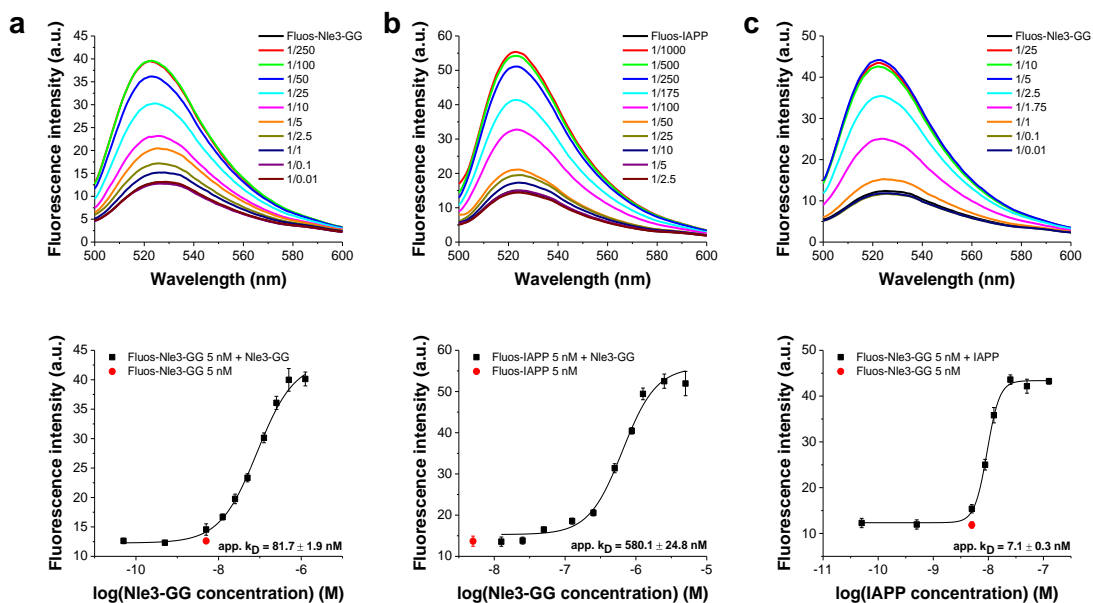 a
Fluorescence intensity (a.u.)
45
40
35
30
25
20
15
10
5
0
500 520 540 560 580 600
Wavelength (nm)
Fluos-Nle3-GG
1/250
1/100
1/50
1/25
1/10
1/5
1/2.5
1/1
1/0.1
1/0.01
b
Fluorescence intensity (a.u.)
60
50
40
30
20
10
0
500 520 540 560 580 600
Wavelength (nm)
Fluos-IAPP
1/1000
1/500
1/250
1/175
1/100
1/50
1/25
1/10
1/5
1/2.5
c
Fluorescence intensity (a.u.)
50
40
30
20
10
0
500 520 540 560 580 600
Wavelength (nm)
Fluos-Nle3-GG
1/25
1/10
1/5
1/2.5
1/1.75
1/1
1/0.1
1/0.01
Fluorescence intensity (a.u.)
45
40
35
30
25
20
15
10
Fluos-Nle3-GG 5 nM + Nle3-GG
Fluos-Nle3-GG 5 nM
app. kD = 81.7 ± 1.9 nM
-10 -9 -8 -7 -6
log(Nle3-GG concentration) (M)
Fluorescence intensity (a.u.)
60
50
40
30
20
10
Fluos-IAPP 5 nM + Nle3-GG
Fluos-IAPP 5 nM
app. kD = 580.1 ± 24.8 nM
-9 -8 -7 -6 -5
log(Nle3-GG concentration) (M)
Fluorescence intensity (a.u.)
50
40
30
20
10
Fluos-Nle3-GG 5 nM + IAPP
Fluos-Nle3-GG 5 nM
app. kD = 7.1 ± 0.3 nM
-11 -10 -9 -8 -7
log(IAPP concentration) (M)